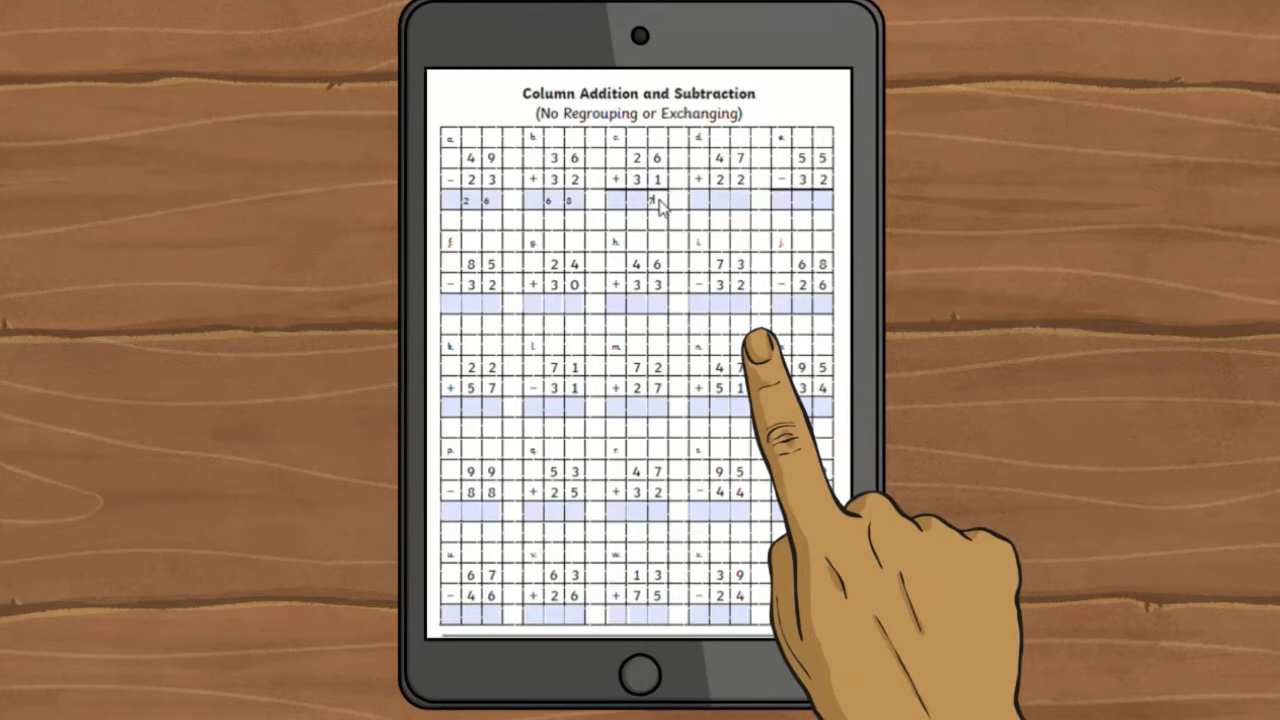 Column Addition and Subtraction
(No Regrouping or Exchanging)
a. b. c. d. e.
4 9 3 6 2 6 4 7 5 5
- 2 3 + 3 2 + 3 1 + 2 2 - 3 2
2 6 6 8 7
f. g. h. i. j.
8 5 2 4 4 6 7 3 6 8
- 3 2 + 3 0 + 3 3 - 3 2 - 2 6
k. l. m. n.
2 2 7 1 7 2 4 7 9 5
+ 5 7 - 3 1 + 2 7 + 5 1 3 4
p. q. r. s.
9 9 5 3 4 7 9 5
- 8 8 + 2 5 + 3 2 - 4 4
u. v. w. x.
6 7 6 3 1 3 3 9
- 4 6 + 2 6 + 7 5 - 2 4